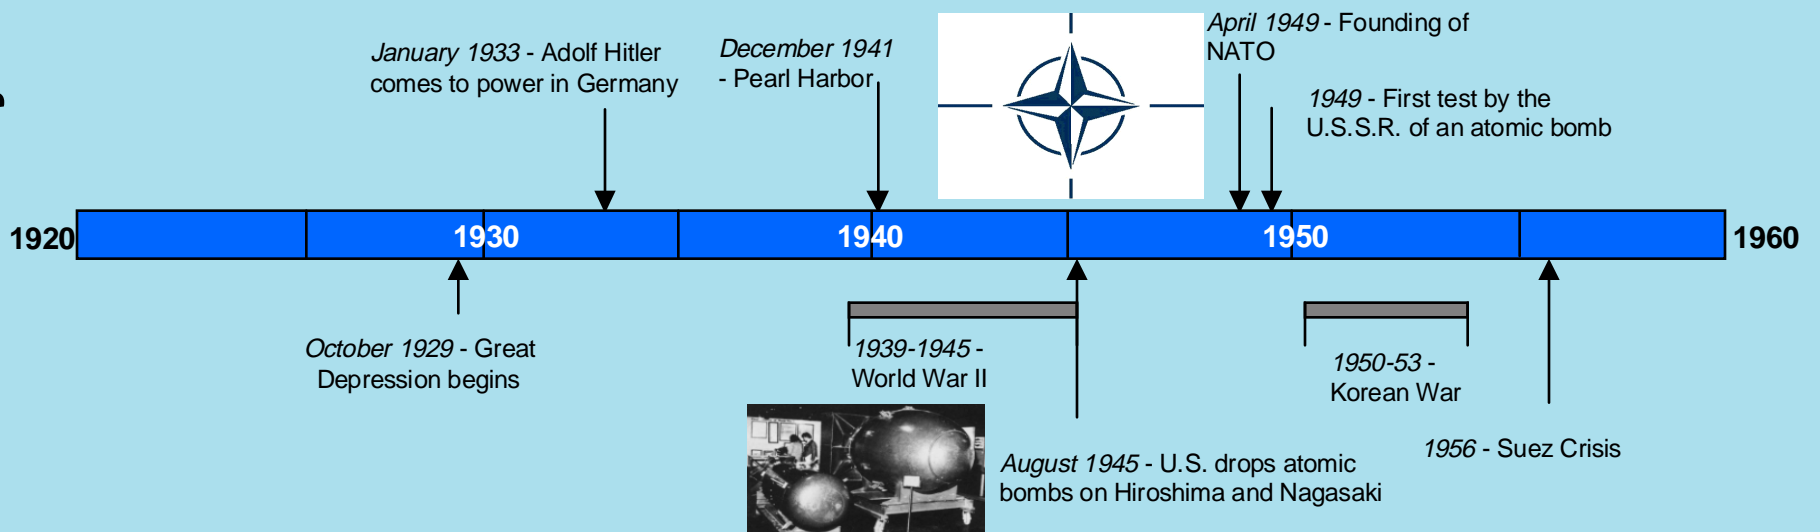 January 1933 - Adolf Hitler
comes to power in Germany
December 1941
- Pearl Harbor
April 1949 - Founding of
NATO
1949 - First test by the
U.S.S.R. of an atomic bomb
1920
1930
1940
1950
1960
October 1929 - Great
Depression begins
1939-1945 -
World War II
1950-53 -
Korean War
August 1945 - U.S. drops atomic
bombs on Hiroshima and Nagasaki
1956 - Suez Crisis